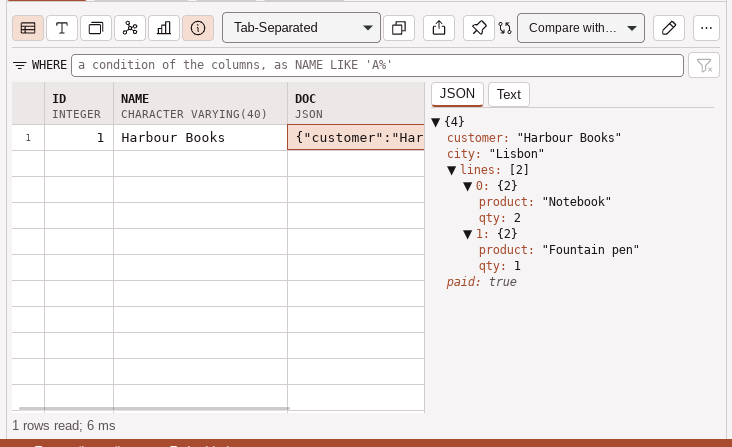 Tab-Separated
Compare with...
WHERE a condition of the columns, as NAME LIKE 'A%'
ID NAME DOC
INTEGER CHARACTER VARYING(40) JSON
1 1 Harbour Books {"customer":"Har
JSON Text
{4}
customer: "Harbour Books"
city: "Lisbon"
lines: [2]
0: {2}
product: "Notebook"
qty: 2
1: {2}
product: "Fountain pen"
qty: 1
paid: true
1 rows read; 6 ms